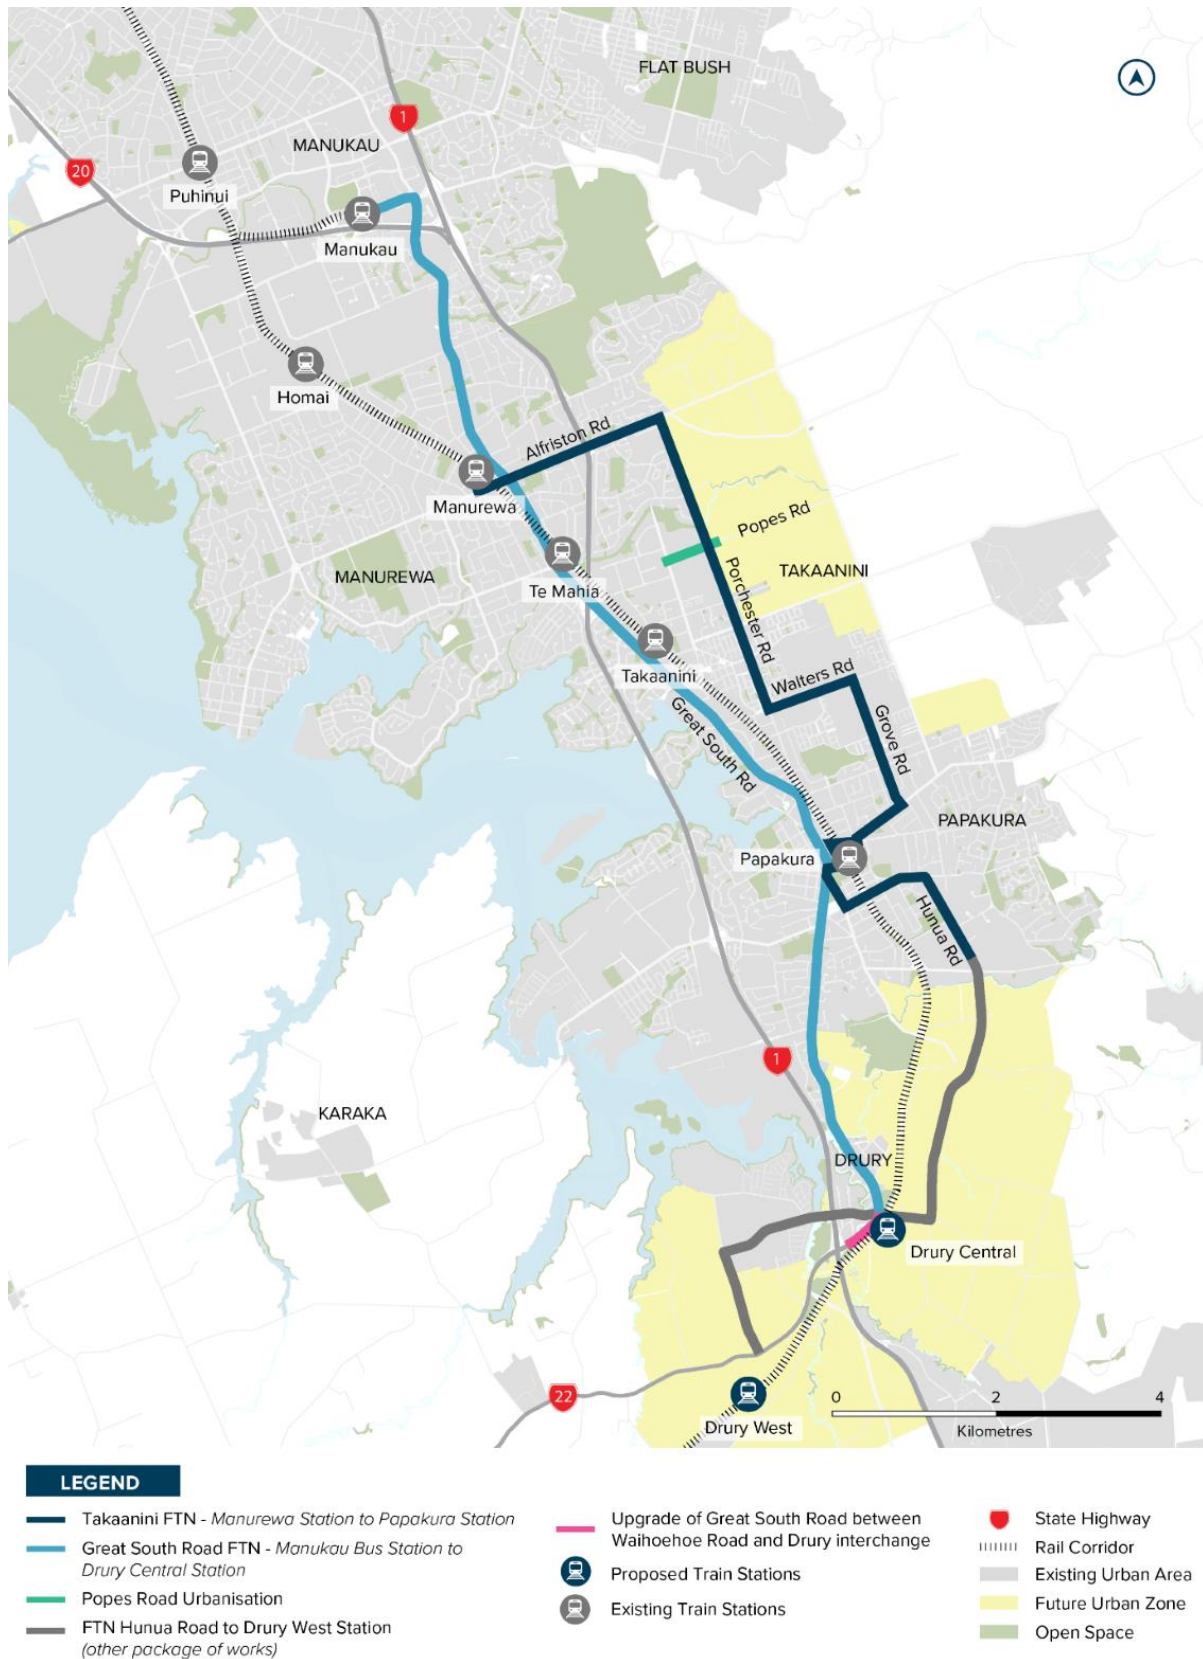 FLAT BUSH
1
MANUKAU
20
Puhinui
Manukau
Homai
Alfriston Rd
Manurewa
Popes Rd
MANUREWA
Te Mahia
TAKAANINI
Porchester Rd
Takaanini
Walters Rd
Great South Rd
Grove Rd
PAPAKURA
Papakura
Hunua Rd
1
KARAKA
DRURY
Drury Central
22
Drury West
0 2 4
Kilometres
LEGEND
Takaanini FTN - Manurewa Station to Papakura Station
Great South Road FTN - Manukau Bus Station to
Drury Central Station
Popes Road Urbanisation
FTN Hunua Road to Drury West Station
(other package of works)
Upgrade of Great South Road between
Waihoehoe Road and Drury interchange
Proposed Train Stations
Existing Train Stations
State Highway
Rail Corridor
Existing Urban Area
Future Urban Zone
Open Space